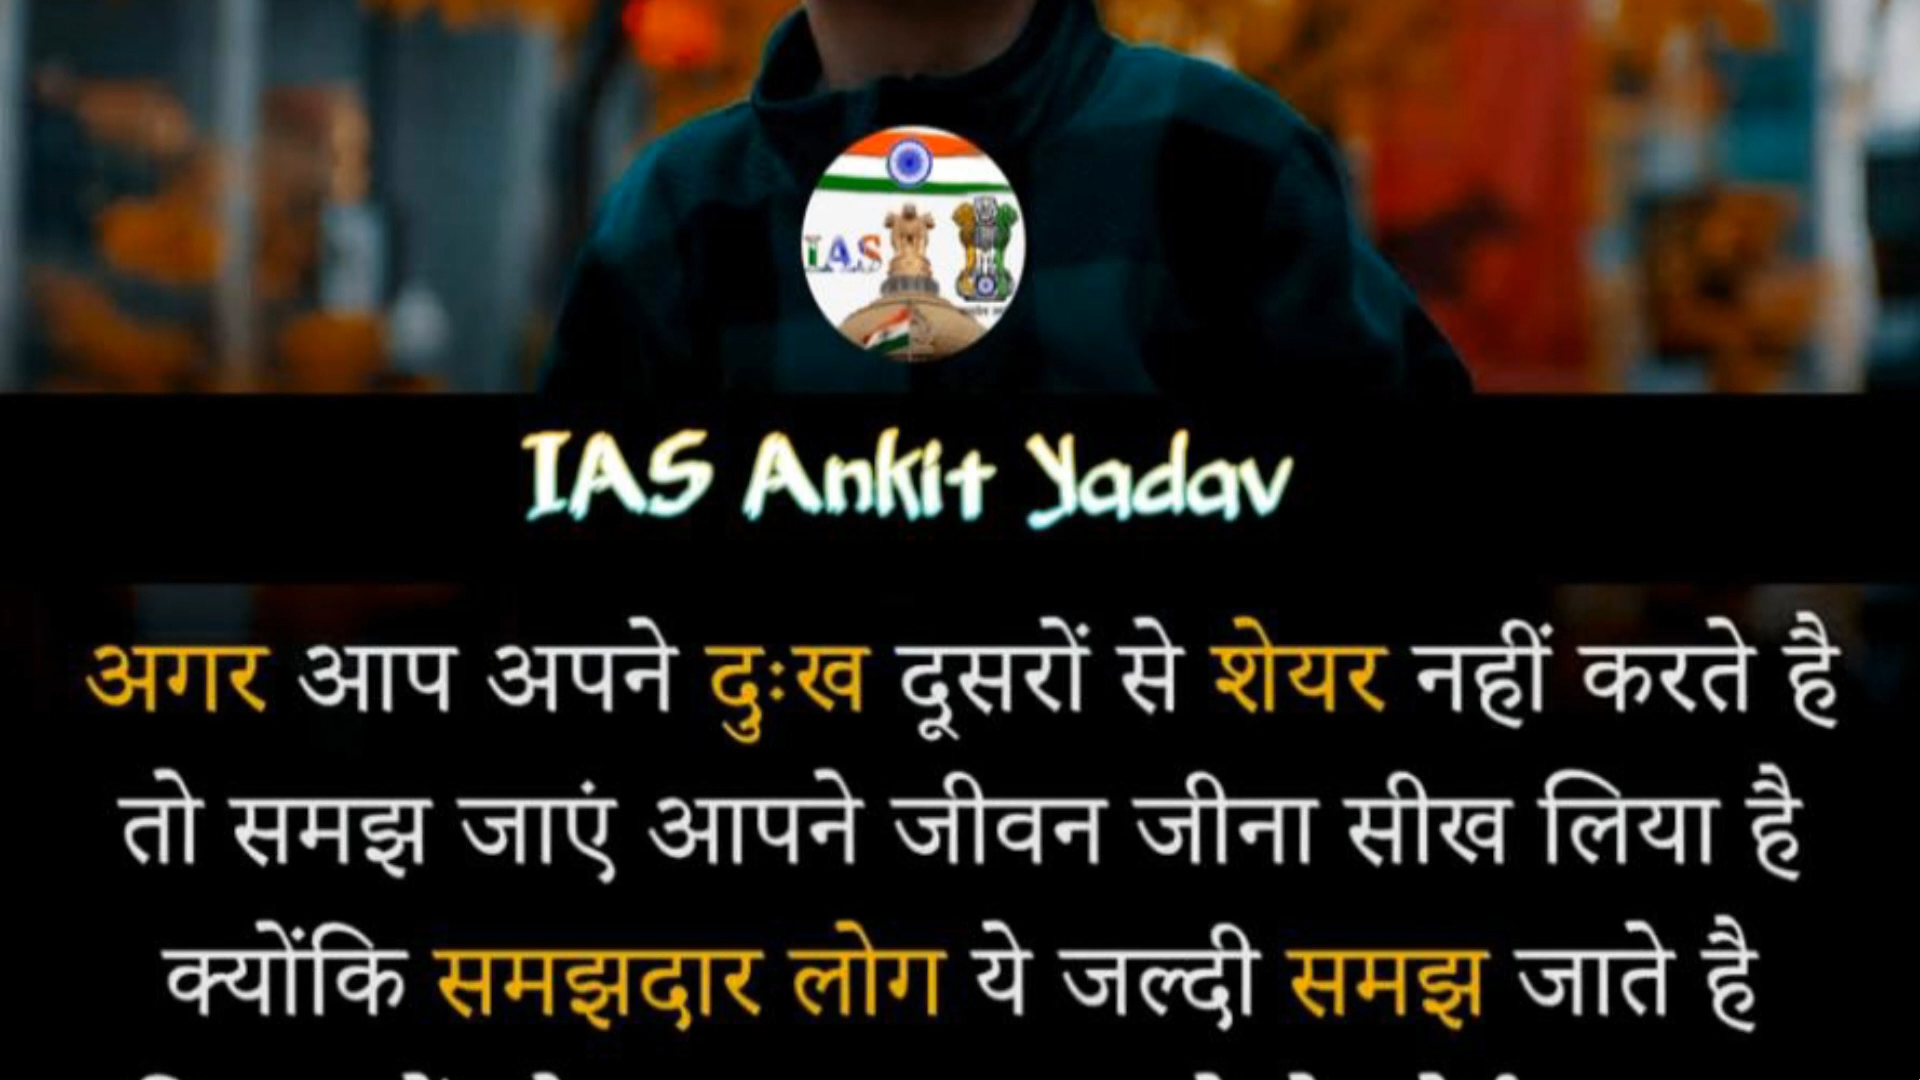 IAS
IAS Ankit Yadav
अगर आप अपने दुःख दूसरों से शेयर नहीं करते है
तो समझ जाएं आपने जीवन जीना सीख लिया है
क्योंकि समझदार लोग ये जल्दी समझ जाते है